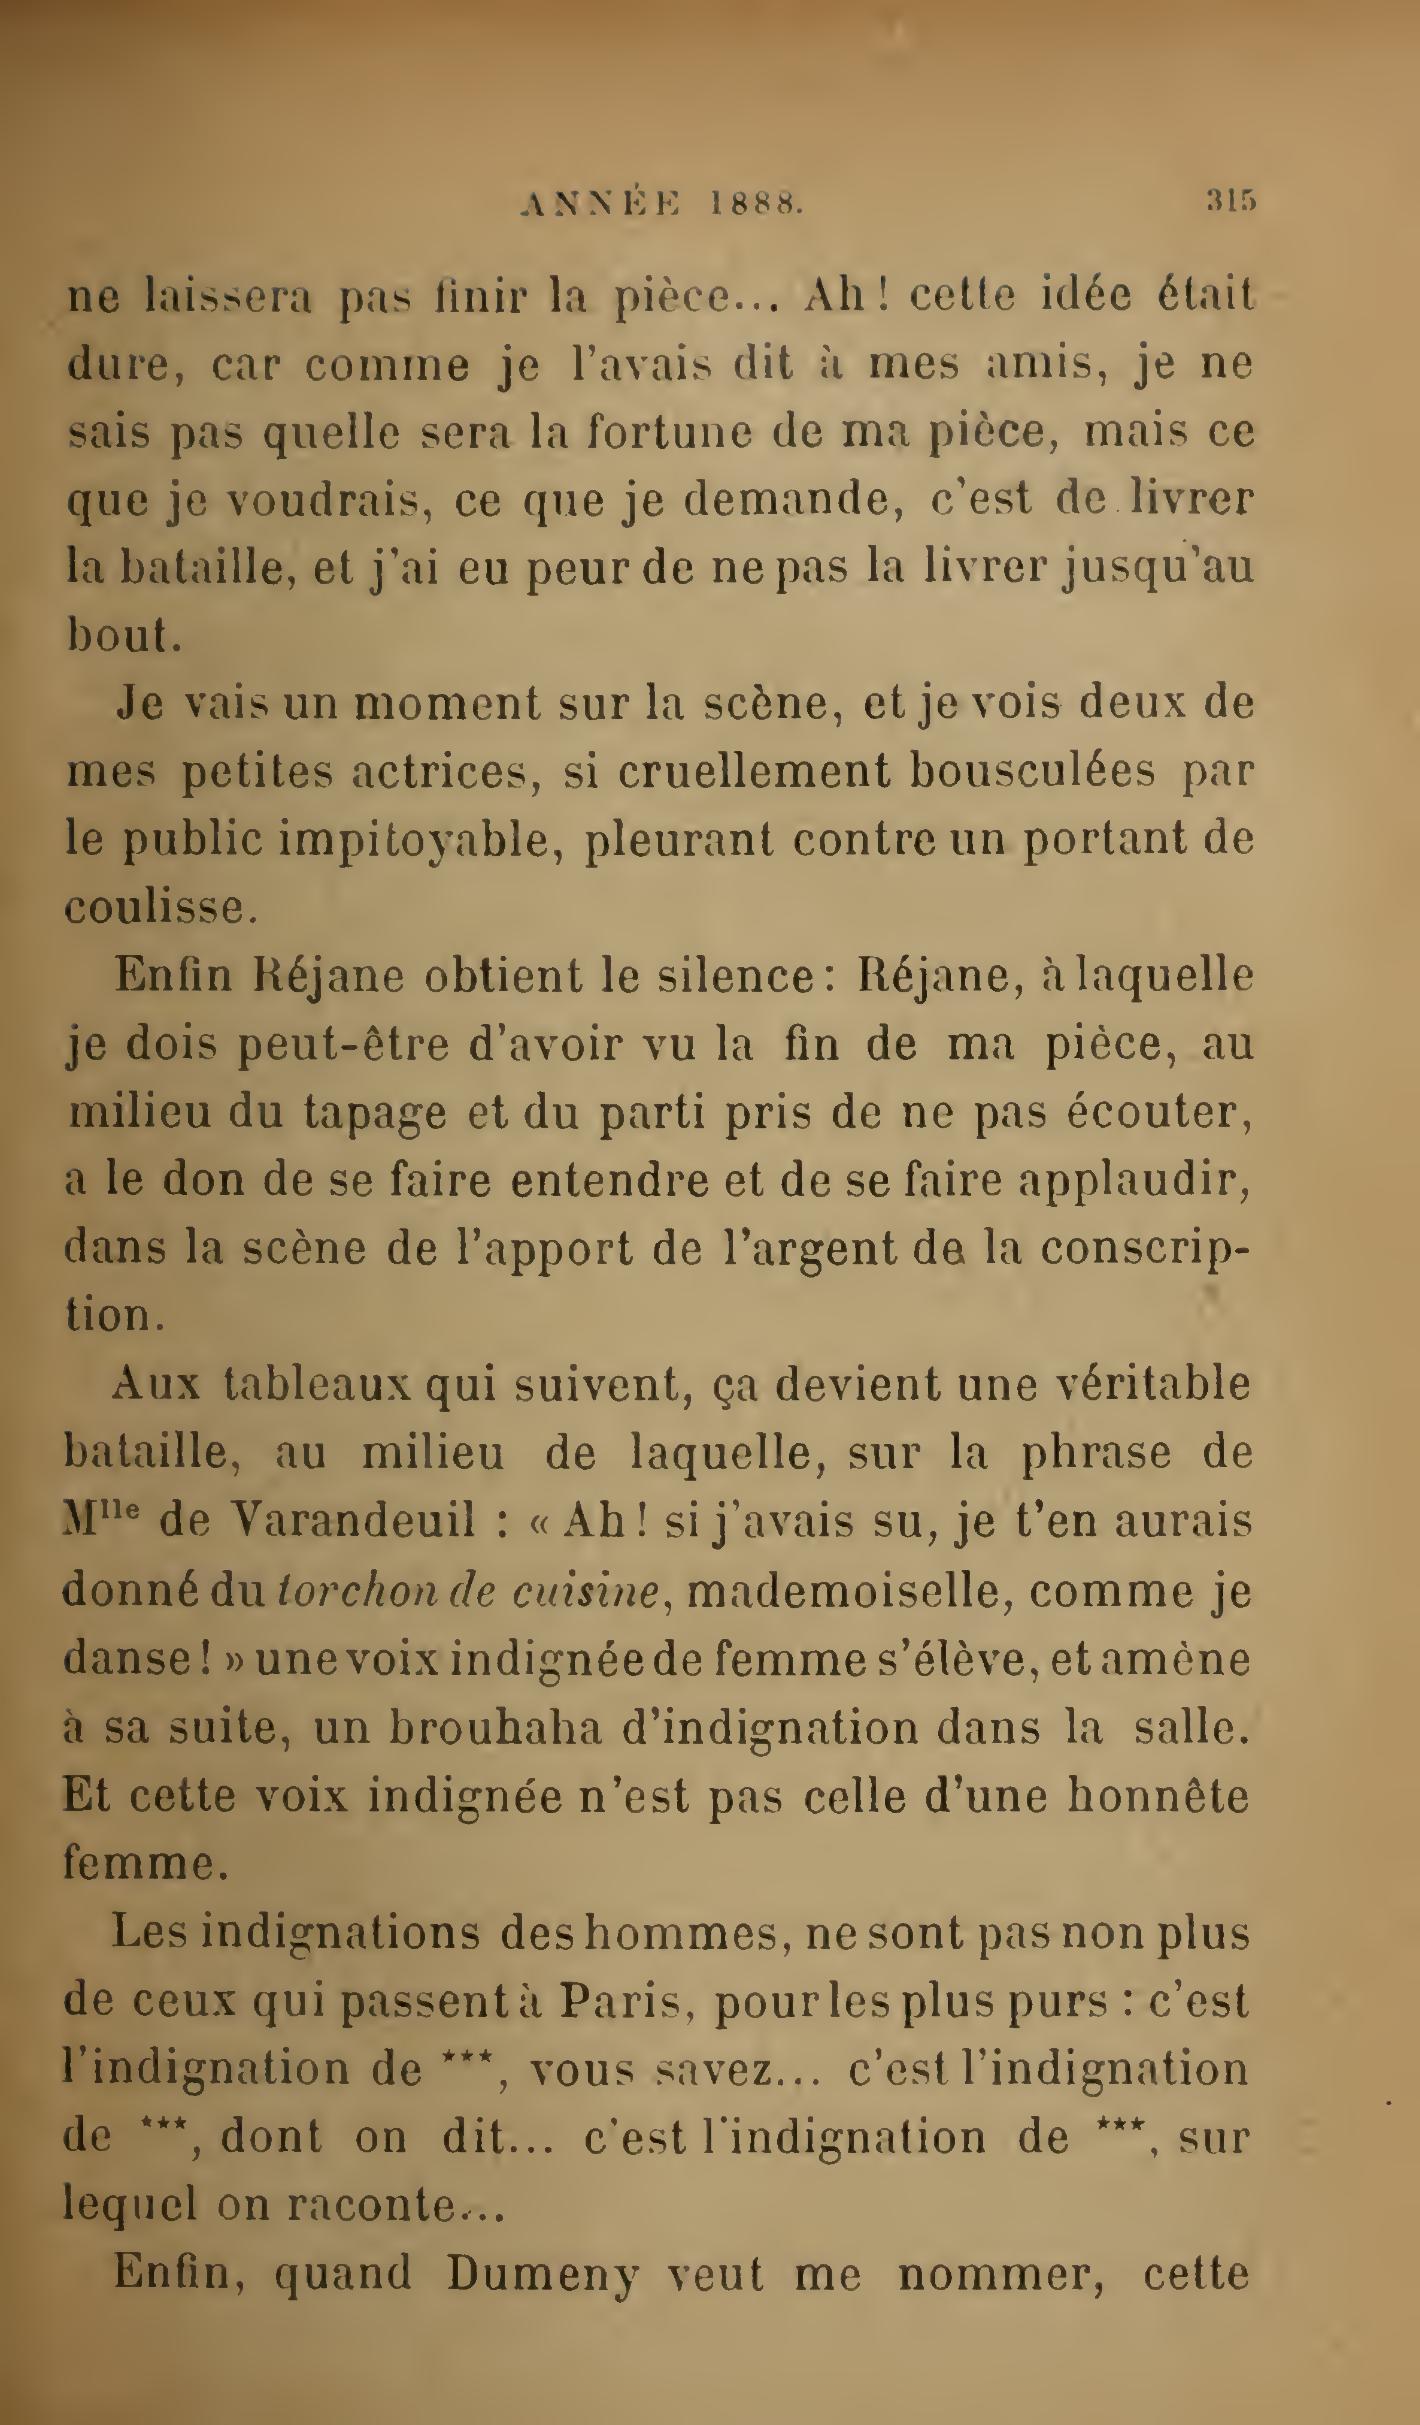 ANNÉE 1888. 315
ne laissera pas finir la pièce... Ah! cette idée était
dure, car comme je l'avais dit à mes amis, je ne
sais pas quelle sera la fortune de ma pièce, mais ce
que je voudrais, ce que je demande, c'est de livrer
la bataille, et j'ai eu peur de ne pas la livrer jusqu'au
bout.
Je vais un moment sur la scène, et je vois deux de
mes petites actrices, si cruellement bousculées par
le public impitoyable, pleurant contre un portant de
coulisse.
Enfin Réjane obtient le silence: Réjane, à laquelle
je dois peut-être d'avoir vu la fin de ma pièce, au
milieu du tapage et du parti pris de ne pas écouter,
a le don de se faire entendre et de se faire applaudir,
dans la scène de l'apport de l'argent de la conscrip-
tion.
Aux tableaux qui suivent, ça devient une véritable
bataille, au milieu de laquelle, sur la phrase de
Mlle de Varandeuil : « Ah! si j'avais su, je t'en aurais
donné du torchon de cuisine, mademoiselle, comme je
danse! » une voix indignée de femme s'élève, et amène
à sa suite, un brouhaha d'indignation dans la salle.
Et cette voix indignée n'est pas celle d'une honnête
femme.
Les indignations des hommes, ne sont pas non plus
de ceux qui passent à Paris, pour les plus purs : c'est
l'indignation de ***, vous savez... c'est l'indignation
de ***, dont on dit... c'est l'indignation de ***, sur
lequel on raconte...
Enfin, quand Dumeny veut me nommer, cette